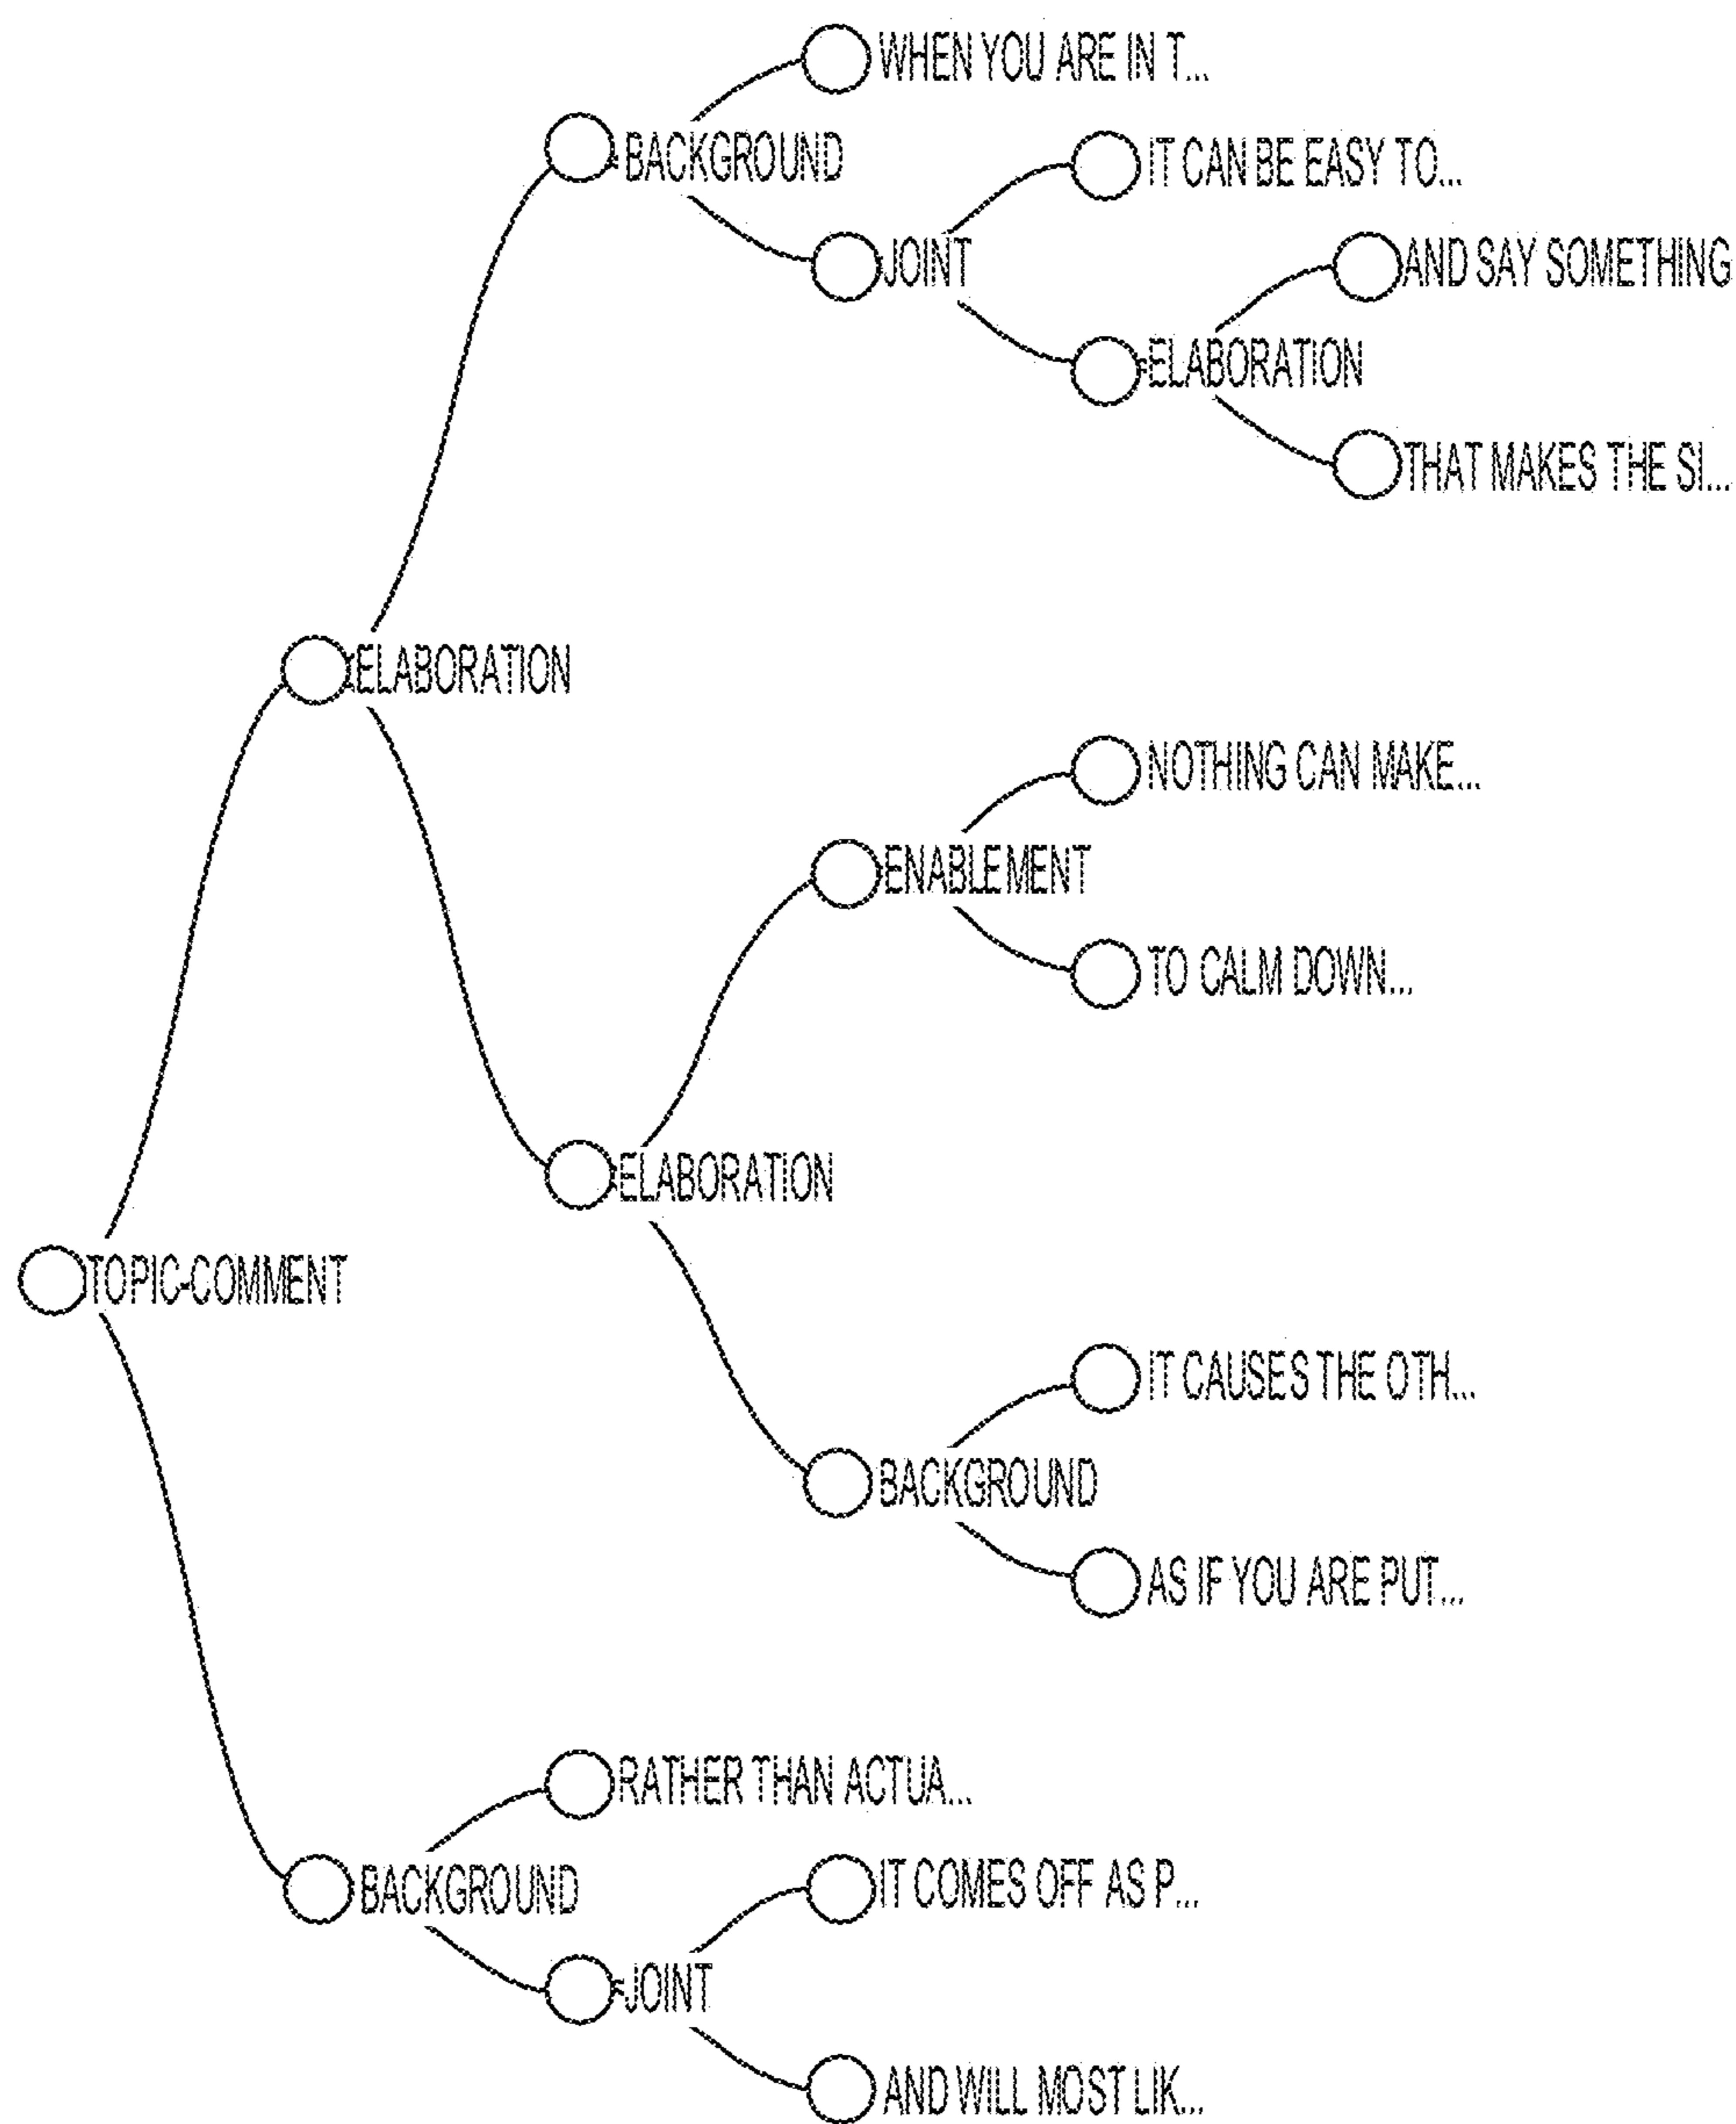 WHEN YOU ARE IN T...
BACKGROUND
IT CAN BE EASY TO...
JOINT
AND SAY SOMETHING
ELABORATION
THAT MAKES THE SI...
ELABORATION
NOTHING CAN MAKE...
ENABLEMENT
TO CALM DOWN...
ELABORATION
TOPIC-COMMENT
IT CAUSES THE OTH...
BACKGROUND
AS IF YOU ARE PUT...
RATHER THAN ACTUA...
BACKGROUND
IT COMES OFF AS P...
JOINT
AND WILL MOST LIK...